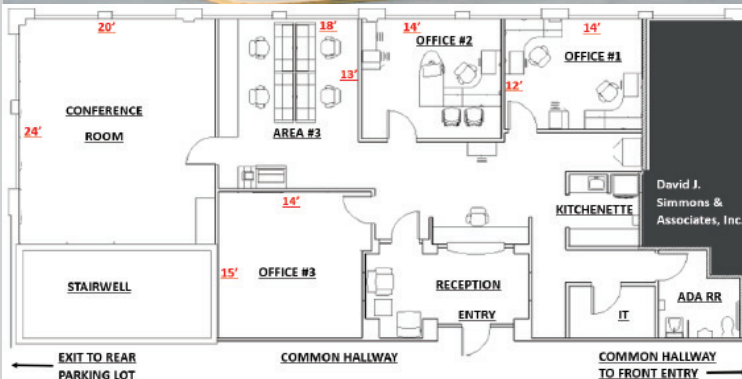 20'
18'
14'
OFFICE #2
14'
OFFICE #1
13'
12'
CONFERENCE
ROOM
24'
AREA #3
14'
David J.
Simmons &
Associates, Inc.
KITCHENETTE
15'
OFFICE #3
STAIRWELL
RECEPTION
ENTRY
IT
ADA RR
EXIT TO REAR
PARKING LOT
COMMON HALLWAY
COMMON HALLWAY
TO FRONT ENTRY